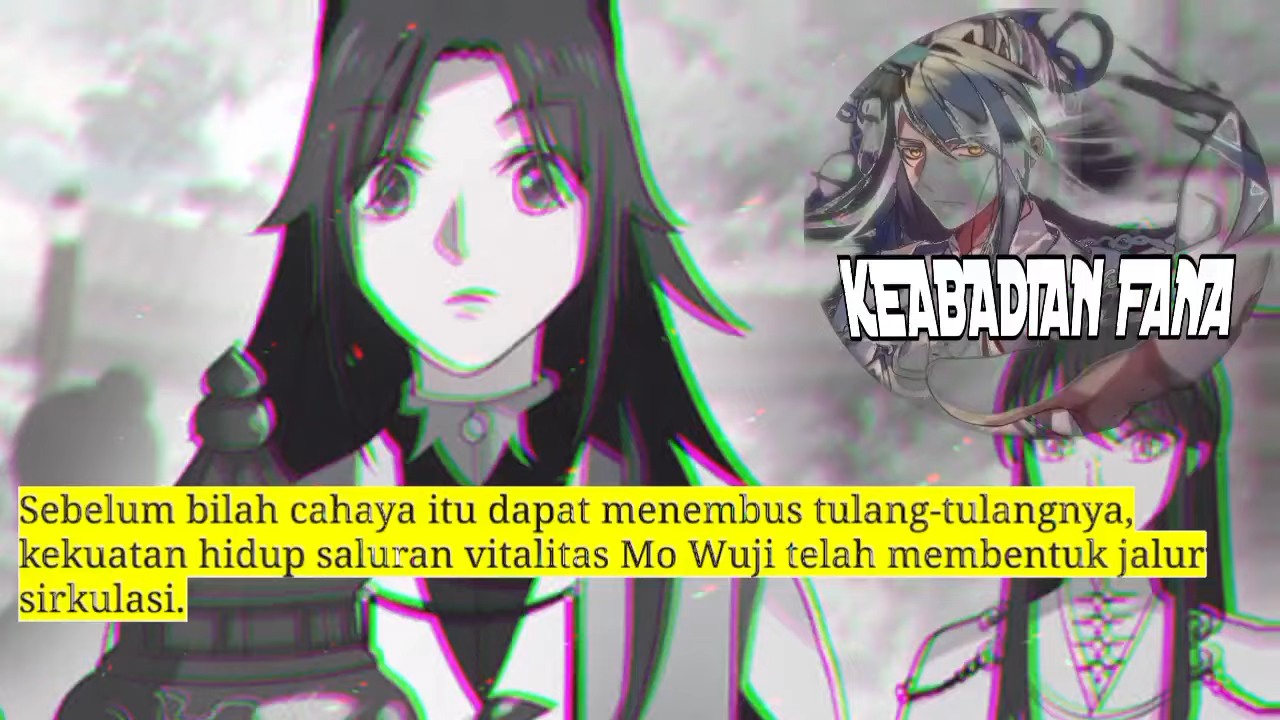 KEABADIAN FANA
Sebelum bilah cahaya itu dapat menembus tulang-tulangnya,
kekuatan hidup saluran vitalitas Mo Wuji telah membentuk jalur
sirkulasi.